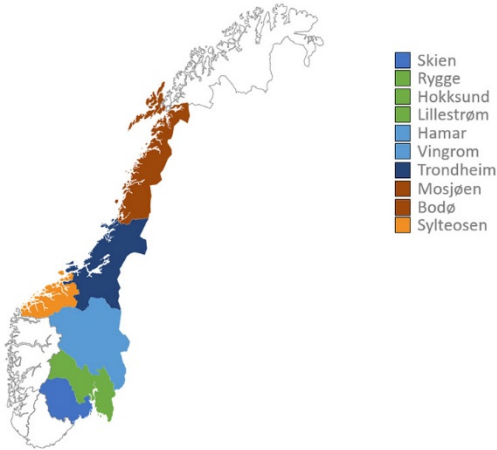 Skien
Rygge
Hokksund
Lillestrøm
Hamar
Vingrom
Trondheim
Mosjøen
Bodø
Sylteosen